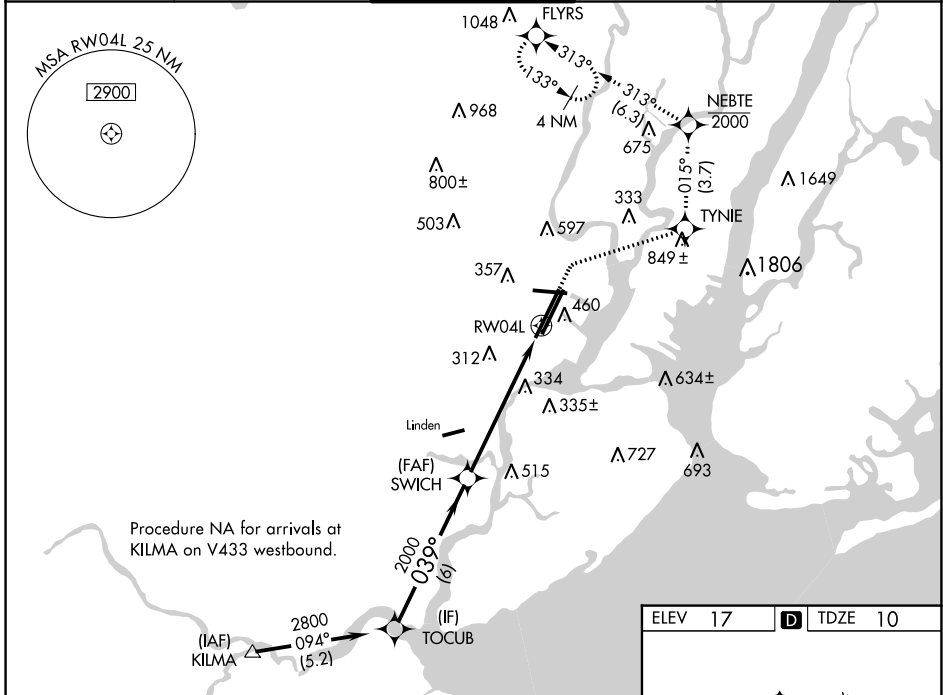 1048
FLYRS
MSA RW04L 25 NM
2900
313°
133°
4 NM
313°
(6.3)
NEBTE
2000
968
675
800±
015°
(3.7)
1649
503
597
333
TYNIE
849±
357
1806
460
RW04L
312
334
634±
335±
Linden
(FAF)
SWICH
515
727
693
Procedure NA for arrivals at
KILMA on V433 westbound.
2000
039°
(6)
(IAF)
KILMA
2800
094°
(5.2)
(IF)
TOCUB
ELEV 17
D
TDZE 10